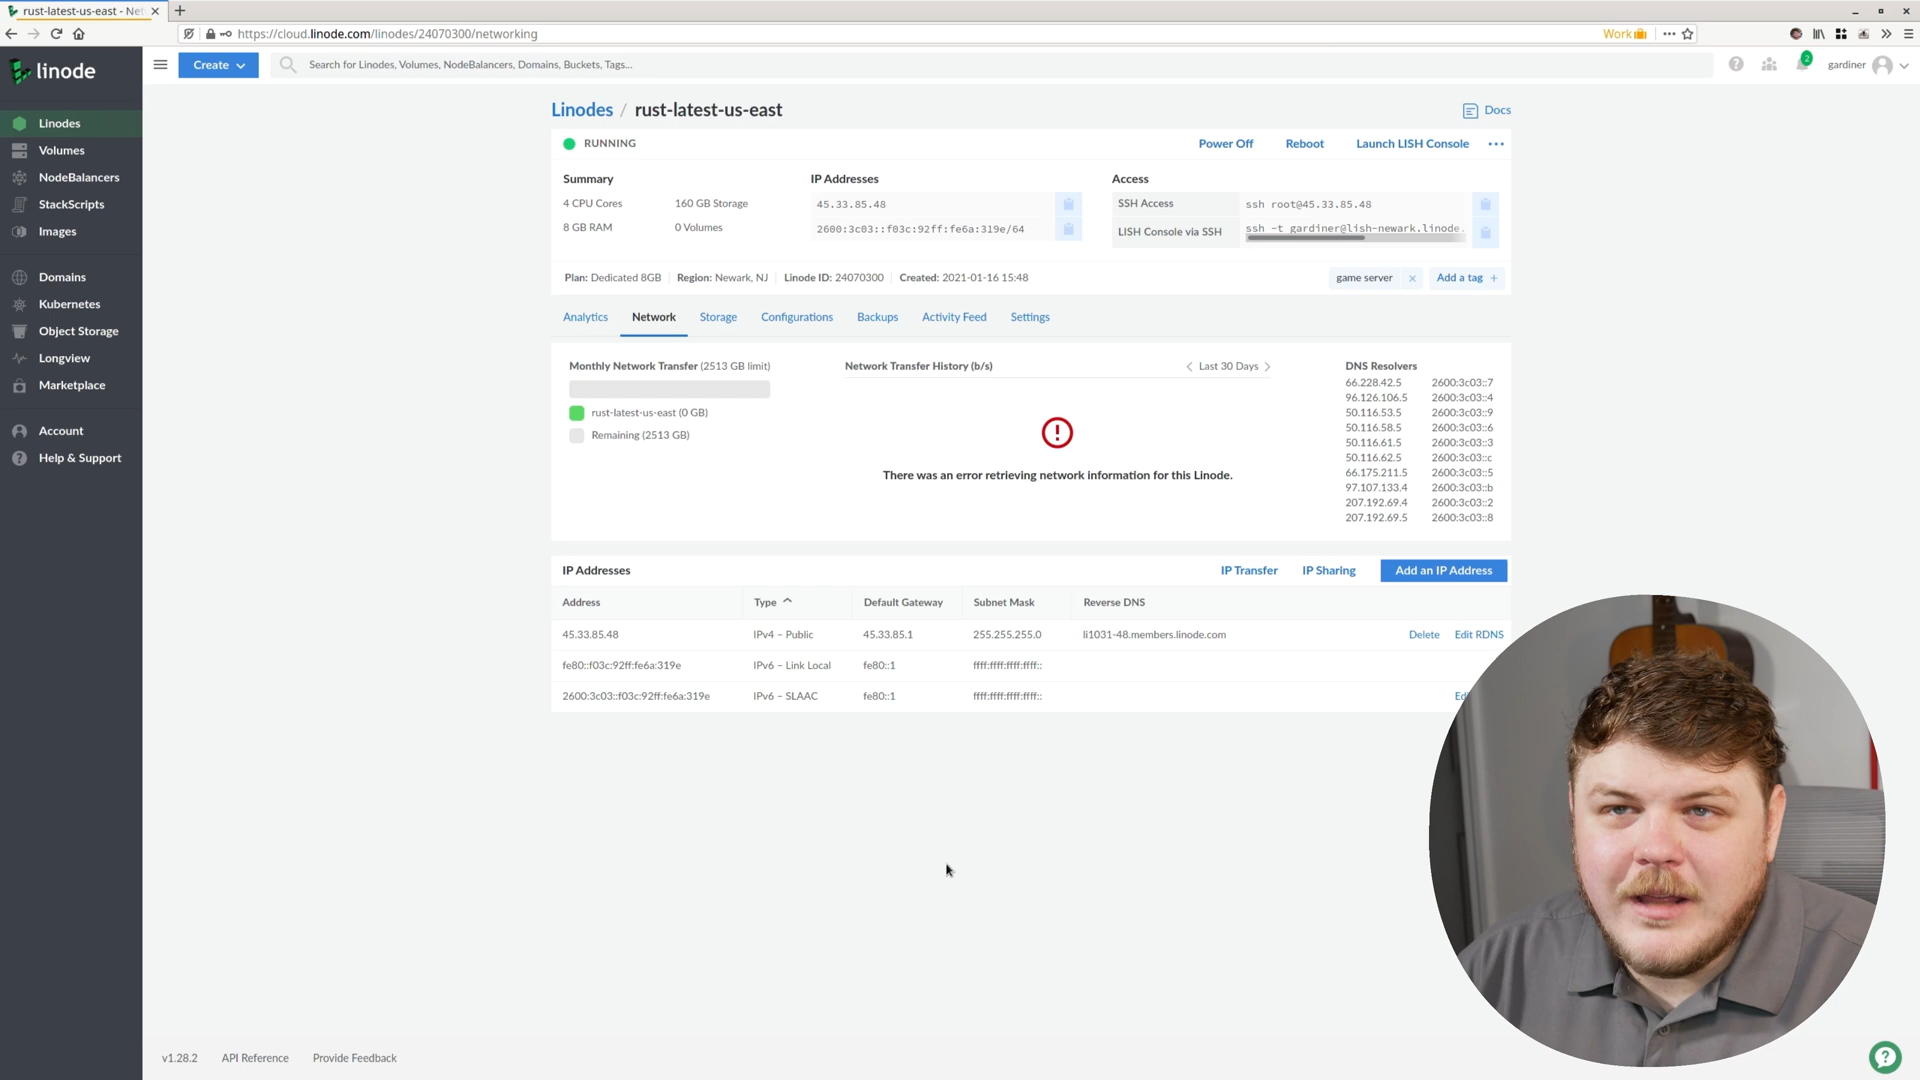 rust-latest-us-east - Net
https://cloud.linode.com/linodes/24070300/networking
Work
linode
Create
Search for Linodes, Volumes, NodeBalancers, Domains, Buckets, Tags...
2
gardiner
Linodes
Volumes
NodeBalancers
StackScripts
Images
Domains
Kubernetes
Object Storage
Longview
Marketplace
Account
Help & Support
Linodes / rust-latest-us-east
Docs
RUNNING
Power Off
Reboot
Launch LISH Console
Summary
4 CPU Cores
160 GB Storage
8 GB RAM
0 Volumes
IP Addresses
45.33.85.48
2600:3c03::f03c:92ff:fe6a:319e/64
Access
SSH Access
ssh root@45.33.85.48
LISH Console via SSH
ssh -t gardiner@lish-newark.linode.
Plan: Dedicated 8GB
Region: Newark, NJ
Linode ID: 24070300
Created: 2021-01-16 15:48
game server
Add a tag +
Analytics
Network
Storage
Configurations
Backups
Activity Feed
Settings
Monthly Network Transfer (2513 GB limit)
rust-latest-us-east (0 GB)
Remaining (2513 GB)
Network Transfer History (b/s)
Last 30 Days
There was an error retrieving network information for this Linode.
DNS Resolvers
66.228.42.5 2600:3c03::7
96.126.106.5 2600:3c03::4
50.116.53.5 2600:3c03::9
50.116.58.5 2600:3c03::6
50.116.61.5 2600:3c03::3
50.116.62.5 2600:3c03::c
66.175.211.5 2600:3c03::5
97.107.133.4 2600:3c03::b
207.192.69.4 2600:3c03::2
207.192.69.5 2600:3c03::8
IP Addresses
IP Transfer
IP Sharing
Add an IP Address
Address Type Default Gateway Subnet Mask Reverse DNS
45.33.85.48 IPv4 – Public 45.33.85.1 255.255.255.0 li1031-48.members.linode.com Delete Edit RDNS
fe80::f03c:92ff:fe6a:319e IPv6 – Link Local fe80::1 ffff:ffff:ffff:ffff::
2600:3c03::f03c:92ff:fe6a:319e IPv6 – SLAAC fe80::1 ffff:ffff:ffff:ffff:: Edi
v1.28.2
API Reference
Provide Feedback